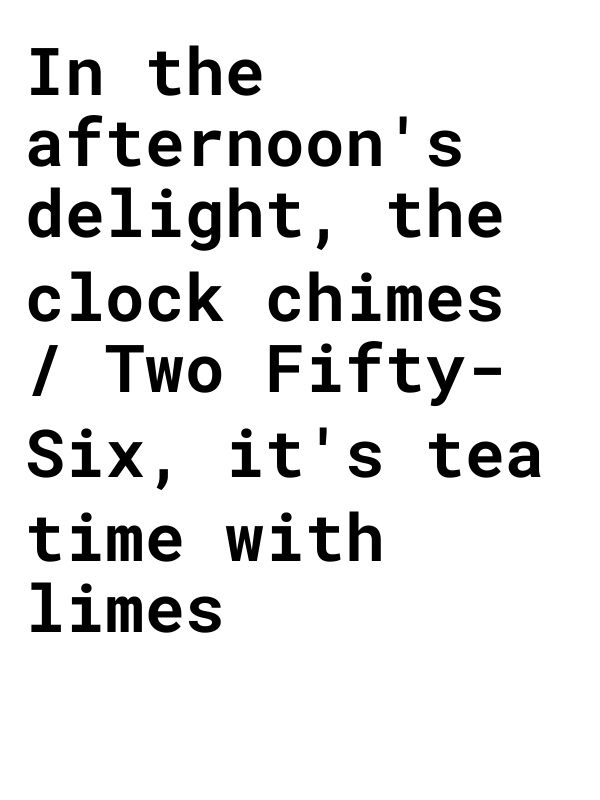 In the
afternoon's
delight, the
clock chimes
/ Two Fifty-
Six, it's tea
time with
limes